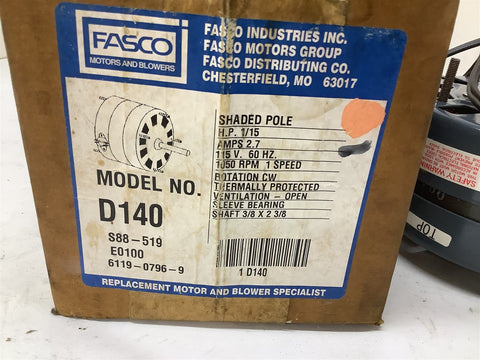 FASCO
MOTORS AND BLOWERS
FASCO INDUSTRIES INC.
FASCO MOTORS GROUP
FASCO DISTRIBUTING CO.
CHESTERFIELD, MO 63017
SHADED POLE
H.P. 1/15
AMPS 2.7
115 V. 60 HZ.
1050 RPM 1 SPEED
ROTATION CW
THERMALLY PROTECTED
VENTILATION - OPEN
SLEEVE BEARING
SHAFT 3/8 X 2 3/8
MODEL NO.
D140
S88-519
E0100
6119-0796-9
1 D140
REPLACEMENT MOTOR AND BLOWER SPECIALIST
SAFETY WARNING
TOP